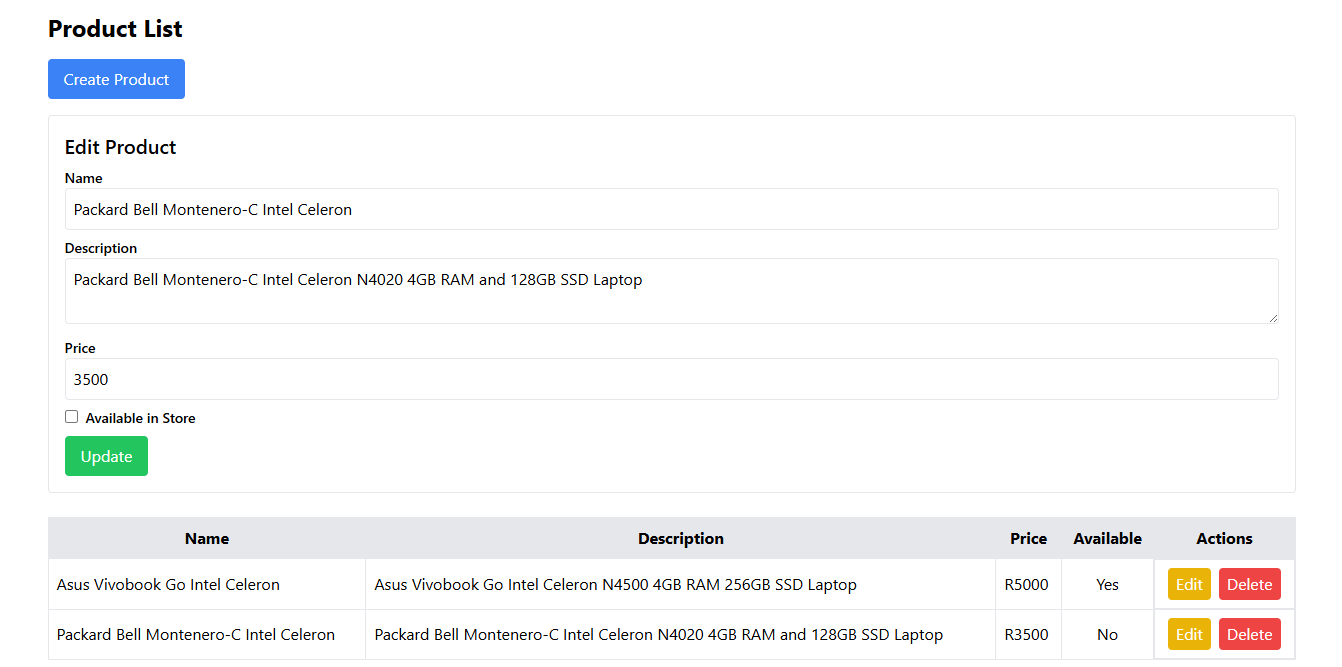 Product List
Create Product
Edit Product
Name
Packard Bell Montenero-C Intel Celeron
Description
Packard Bell Montenero-C Intel Celeron N4020 4GB RAM and 128GB SSD Laptop
Price
3500
Available in Store
Update
Name Description Price Available Actions
Asus Vivobook Go Intel Celeron Asus Vivobook Go Intel Celeron N4500 4GB RAM 256GB SSD Laptop R5000 Yes Edit Delete
Packard Bell Montenero-C Intel Celeron Packard Bell Montenero-C Intel Celeron N4020 4GB RAM and 128GB SSD Laptop R3500 No Edit Delete